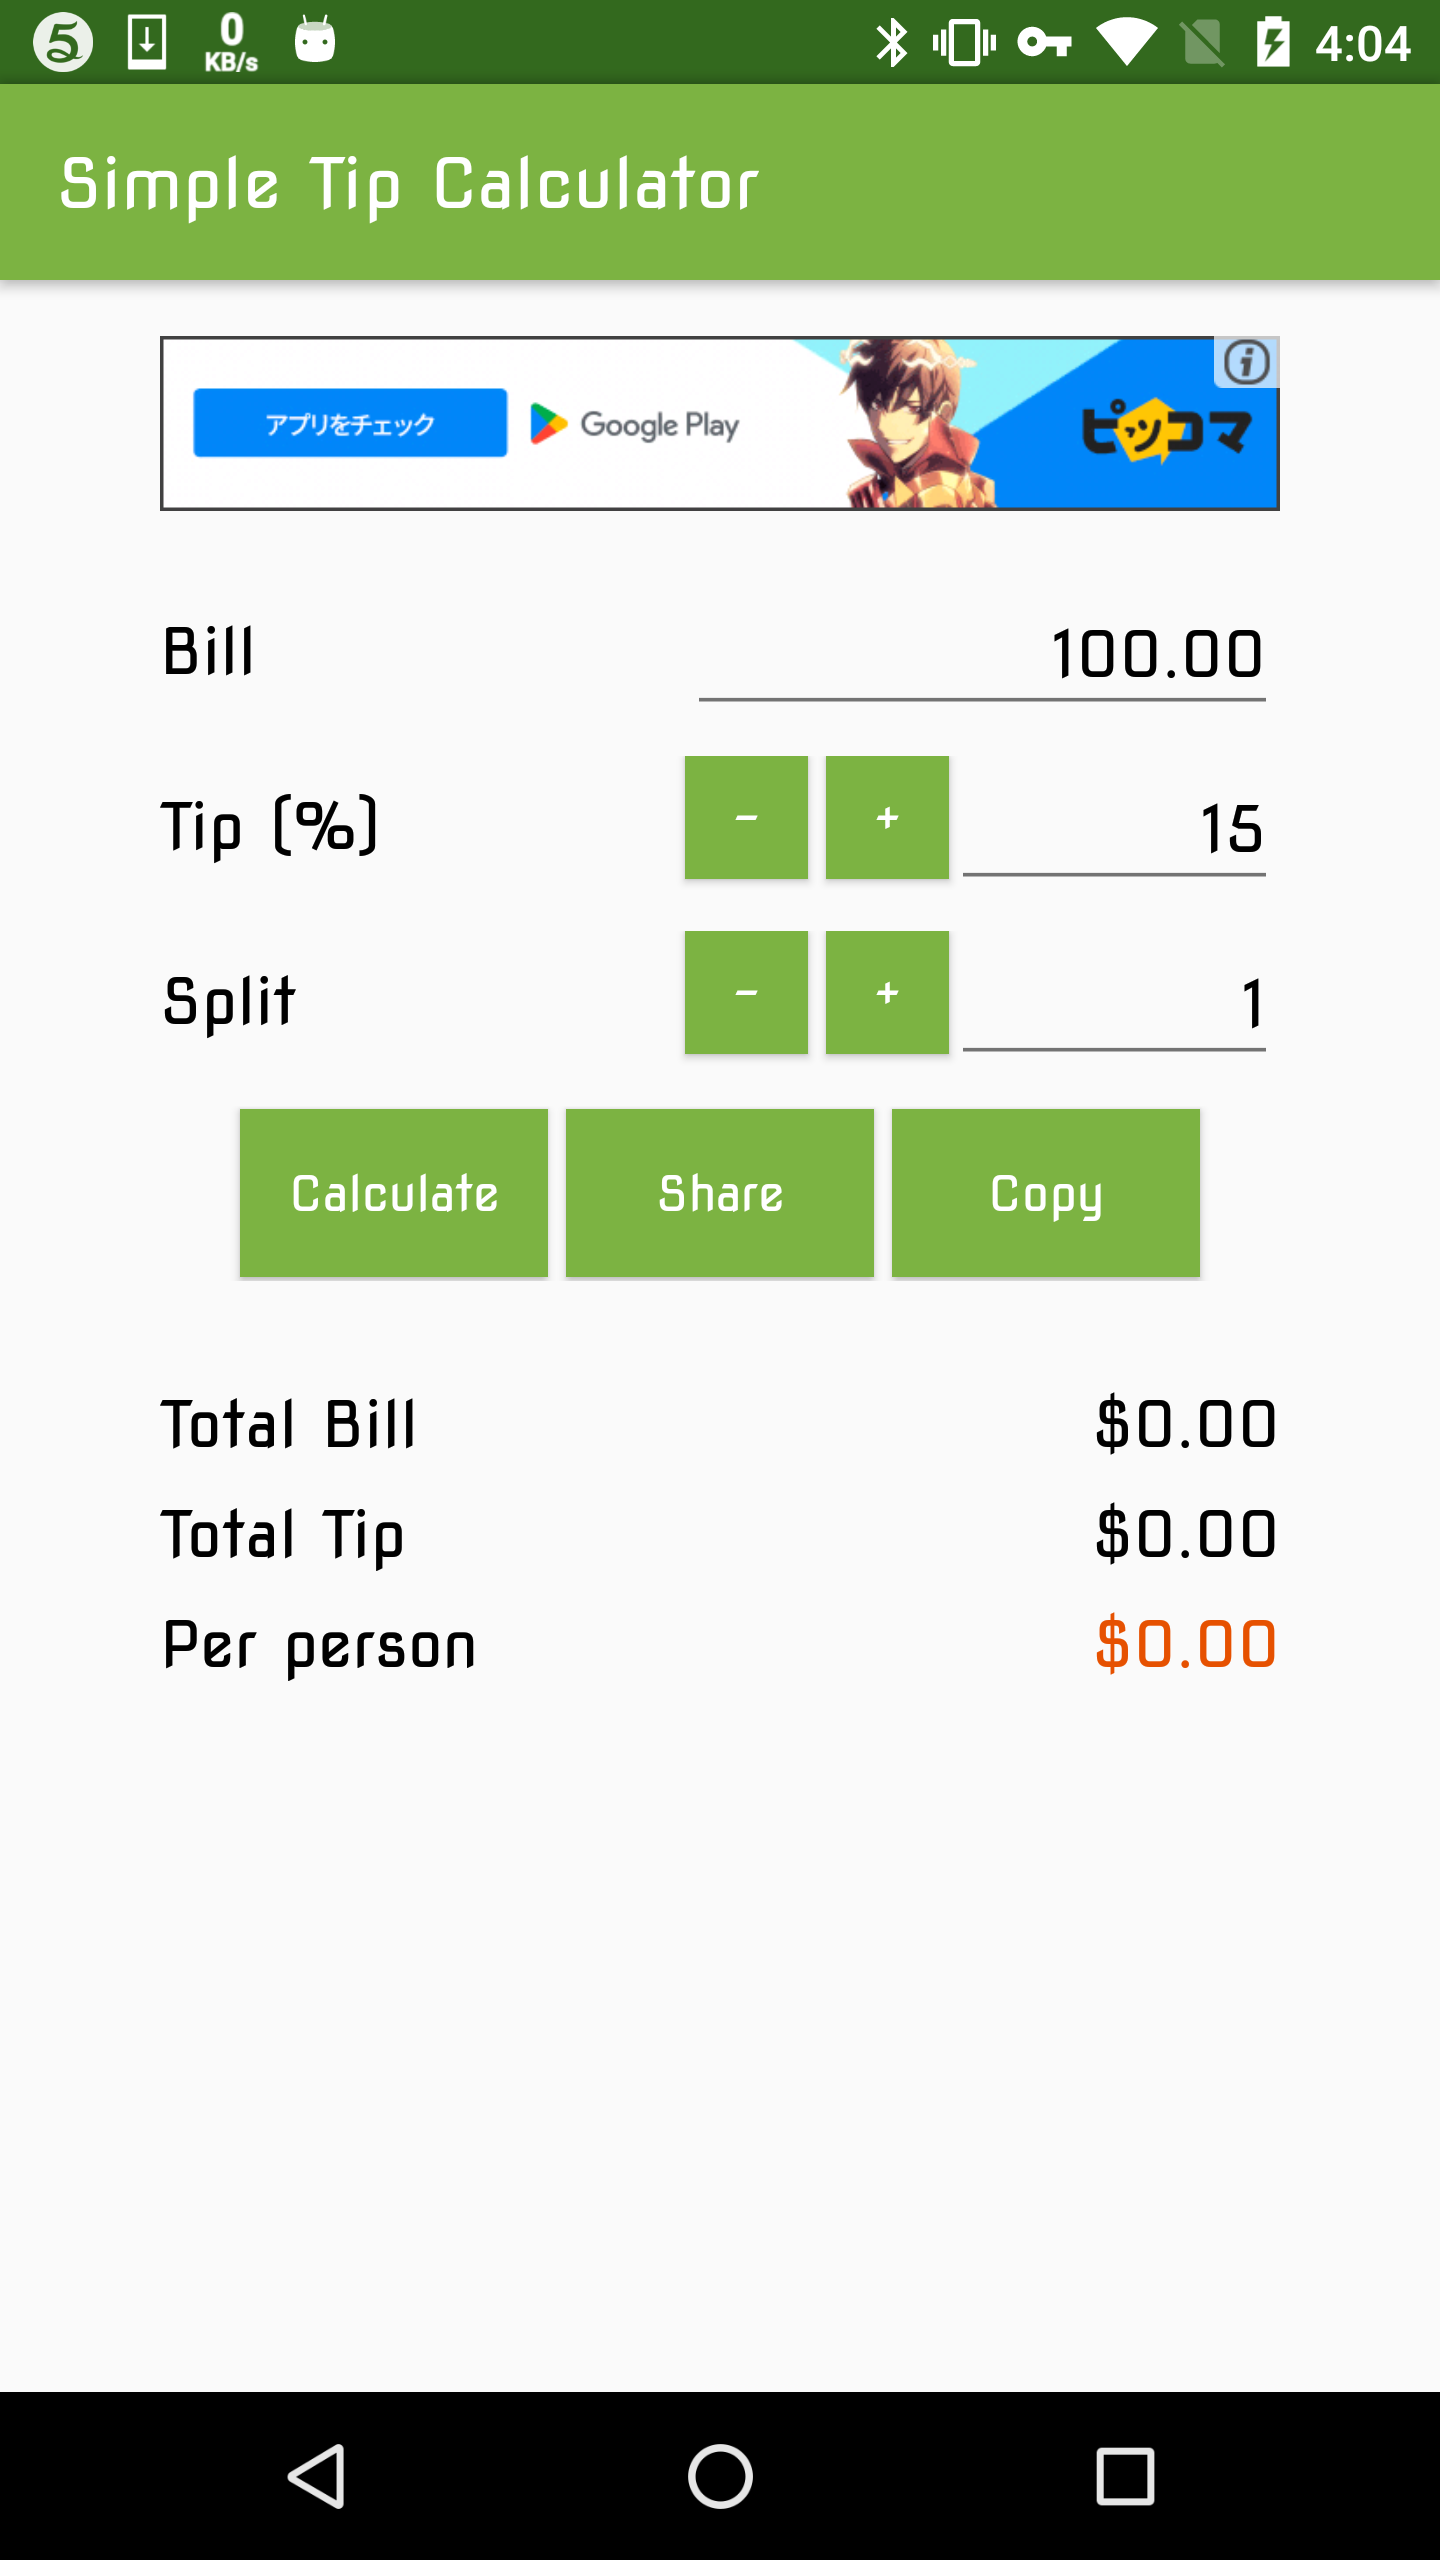 5
0
KB/s
4:04
Simple Tip Calculator
アプリをチェック
Google Play
ピッコマ
Bill
100.00
Tip (%)
-
+
15
Split
-
+
1
Calculate
Share
Copy
Total Bill
$0.00
Total Tip
$0.00
Per person
$0.00